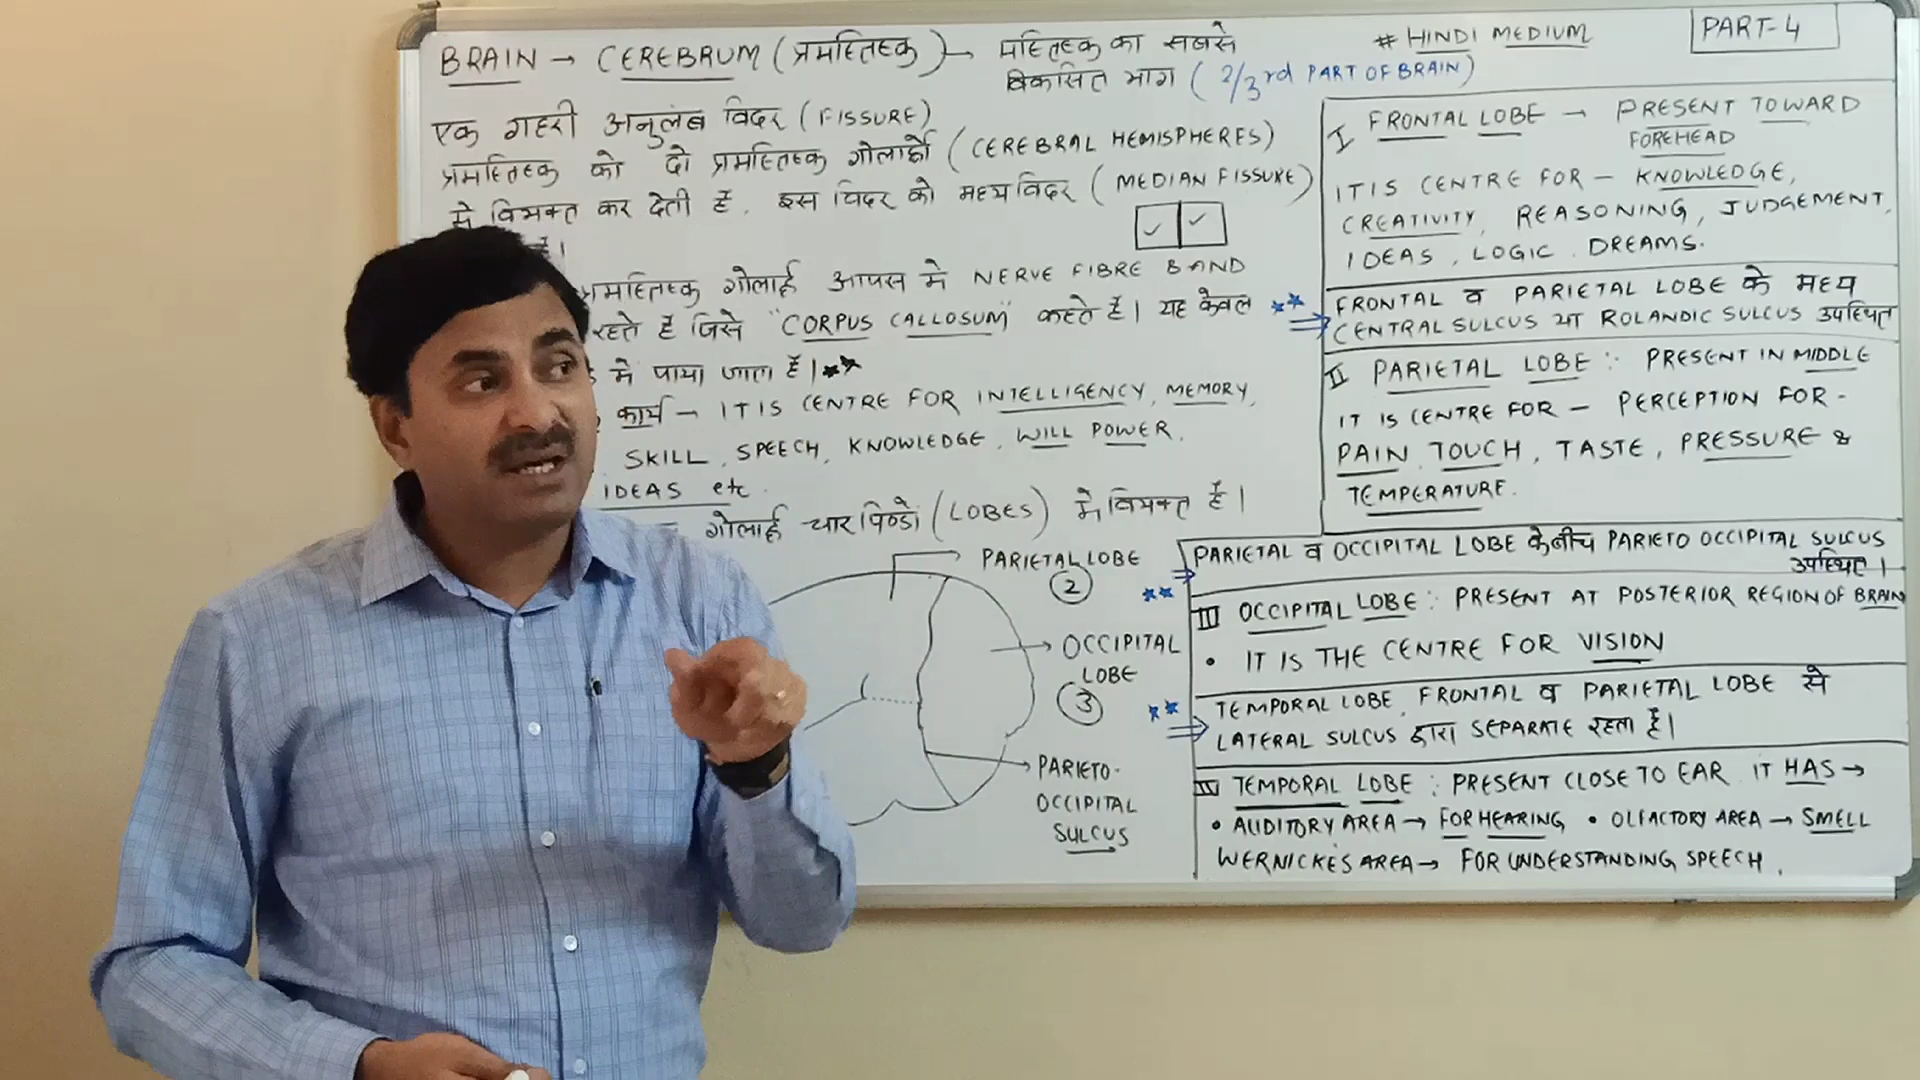 BRAIN → CEREBRUM (प्रमस्तिष्क) → मस्तिष्क का सबसे
विकसित भाग ( 2/3rd PART OF BRAIN)
# HINDI MEDIUM
PART-4
एक गहरी अनुलंब विदर (FISSURE)
प्रमस्तिष्क को दो प्रमस्तिष्क गोलार्द्धो (CEREBRAL HEMISPHERES)
मे विभक्त कर देती है, इस विदर को मध्यविदर (MEDIAN FISSURE)
है।
प्रमस्तिष्क गोलार्द्ध आपस मे NERVE FIBRE BAND
रहते है जिसे "CORPUS CALLOSUM" कहते है। यह केवल
मे पाया जाता है।
कार्य → IT IS CENTRE FOR INTELLIGENCY, MEMORY,
SKILL, SPEECH, KNOWLEDGE, WILL POWER,
IDEAS etc.
गोलार्द्ध चार पिण्डो (LOBES) मे विभक्त है।
PARIETAL LOBE
2
OCCIPITAL
LOBE
3
PARIETO-
OCCIPITAL
SULCUS
I FRONTAL LOBE → PRESENT TOWARD
FOREHEAD
IT IS CENTRE FOR – KNOWLEDGE,
CREATIVITY, REASONING, JUDGEMENT,
IDEAS, LOGIC, DREAMS.
FRONTAL व PARIETAL LOBE के मध्य
CENTRAL SULCUS या ROLANDIC SULCUS उपस्थित
II PARIETAL LOBE :· PRESENT IN MIDDLE
IT IS CENTRE FOR – PERCEPTION FOR-
PAIN, TOUCH, TASTE, PRESSURE &
TEMPERATURE.
PARIETAL व OCCIPITAL LOBE के बीच PARIETO OCCIPITAL SULCUS
उपस्थित।
III OCCIPITAL LOBE :· PRESENT AT POSTERIOR REGION OF BRAIN
• IT IS THE CENTRE FOR VISION
TEMPORAL LOBE, FRONTAL व PARIETAL LOBE से
LATERAL SULCUS द्वारा SEPARATE रहता है।
IV TEMPORAL LOBE : PRESENT CLOSE TO EAR. IT HAS →
• AUDITORY AREA → FOR HEARING • OLFACTORY AREA → SMELL
WERNICKE'S AREA → FOR UNDERSTANDING SPEECH.